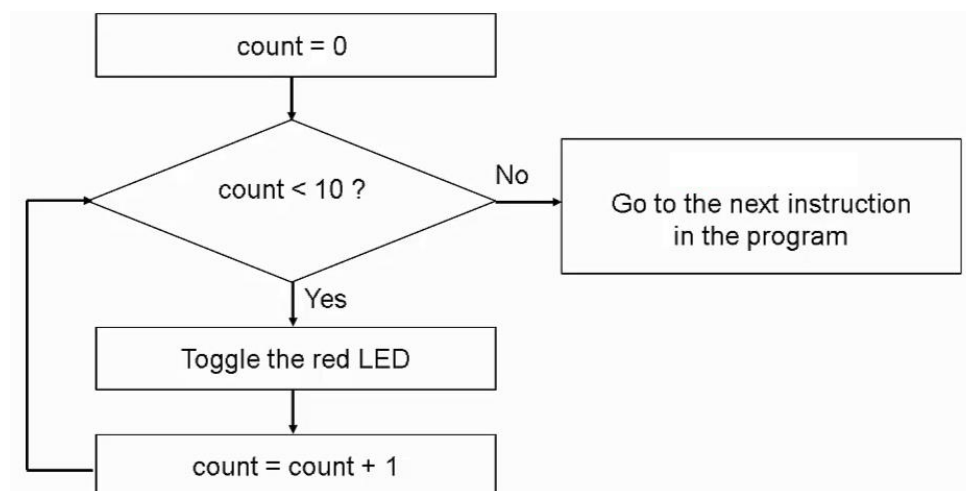 count = 0
count < 10 ?
No
Go to the next instruction
in the program
Yes
Toggle the red LED
count = count + 1